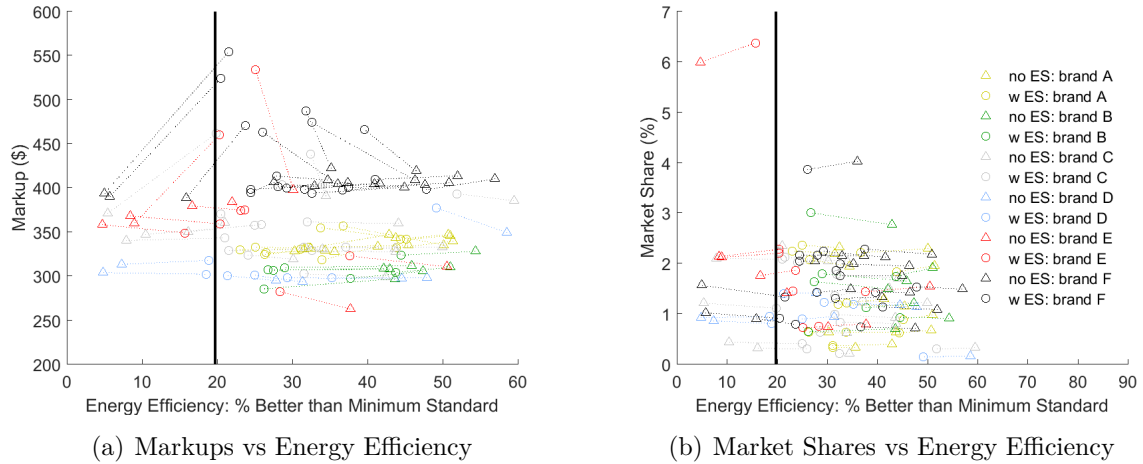 600
550
500
450
400
350
300
250
200
Markup ($)
0
10
20
30
40
50
60
Energy Efficiency: % Better than Minimum Standard
(a) Markups vs Energy Efficiency
7
6
5
4
3
2
1
0
Market Share (%)
0
10
20
30
40
50
60
70
80
90
Energy Efficiency: % Better than Minimum Standard
no ES: brand A
w ES: brand A
no ES: brand B
w ES: brand B
no ES: brand C
w ES: brand C
no ES: brand D
w ES: brand D
no ES: brand E
w ES: brand E
no ES: brand F
w ES: brand F
(b) Market Shares vs Energy Efficiency